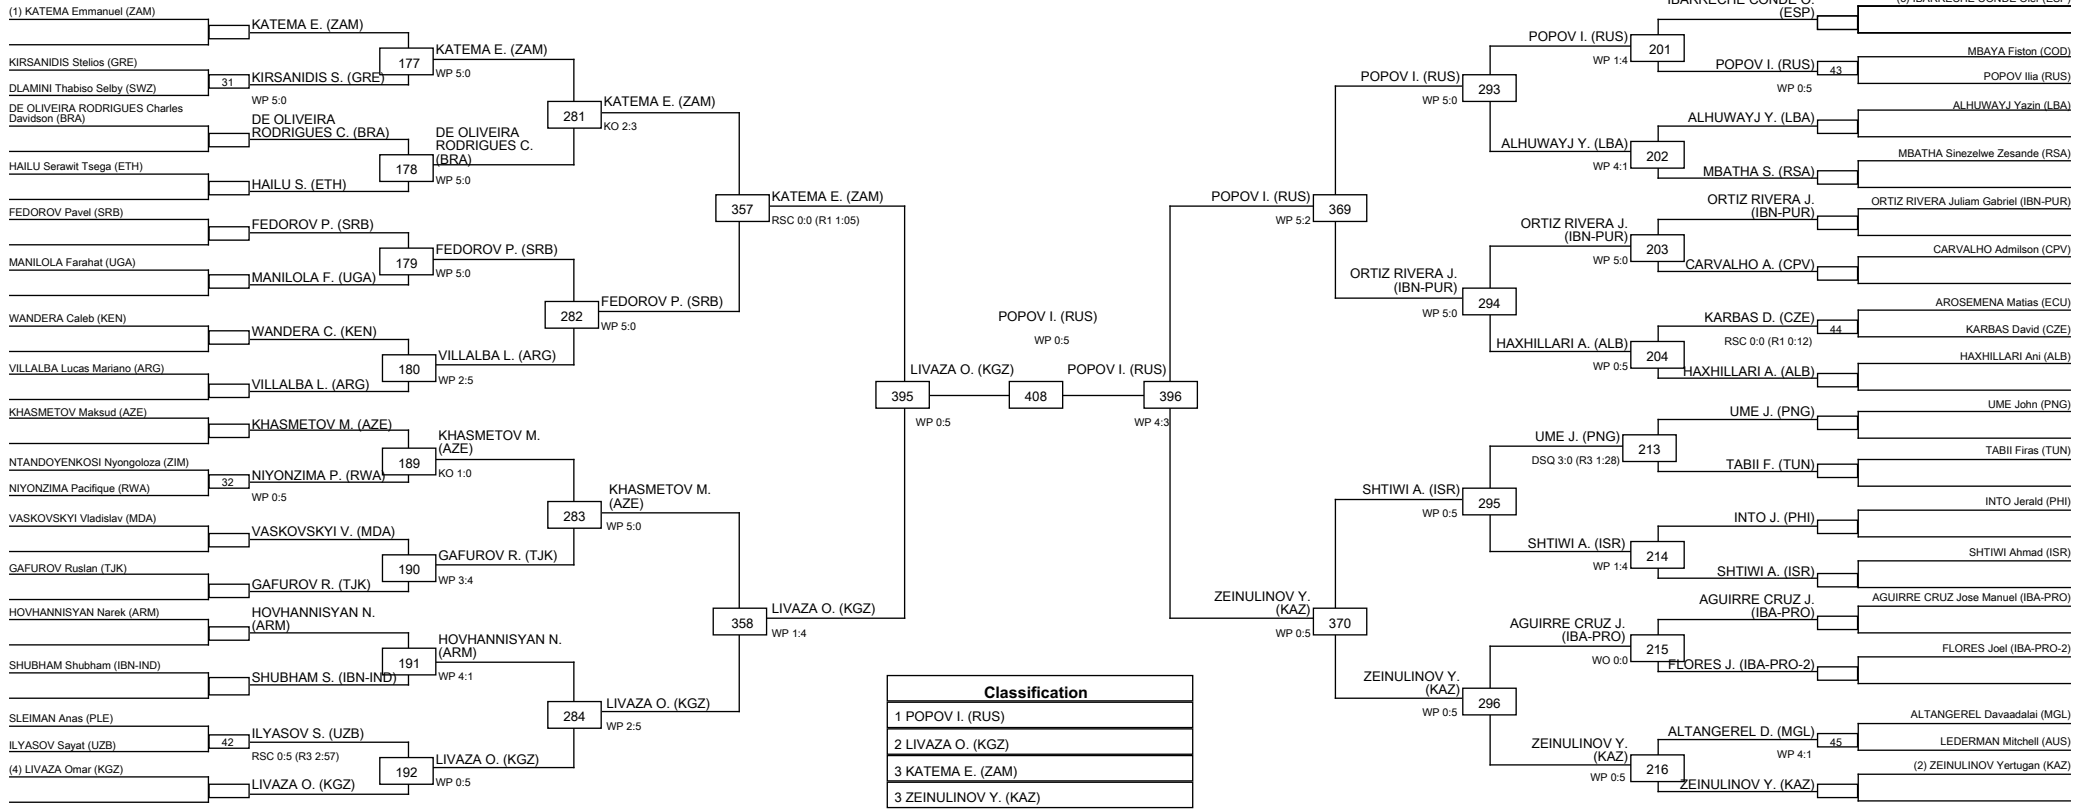 (1) KATEMA Emmanuel (ZAM)
KIRSANIDIS Stelios (GRE)
DLAMINI Thabiso Selby (SWZ)
DE OLIVEIRA RODRIGUES Charles
Davidson (BRA)
HAILU Serawit Tsega (ETH)
FEDOROV Pavel (SRB)
MANILOLA Farahat (UGA)
WANDERA Caleb (KEN)
VILLALBA Lucas Mariano (ARG)
KHASMETOV Maksud (AZE)
NTANDOYENKOSI Nyongoloza (ZIM)
NIYONZIMA Pacifique (RWA)
VASKOVSKYI Vladislav (MDA)
GAFUROV Ruslan (TJK)
HOVHANNISYAN Narek (ARM)
SHUBHAM Shubham (IBN-IND)
SLEIMAN Anas (PLE)
ILYASOV Sayat (UZB)
(4) LIVAZA Omar (KGZ)
31
32
42
KATEMA E. (ZAM)
KIRSANIDIS S. (GRE)
WP 5:0
DE OLIVEIRA
RODRIGUES C. (BRA)
HAILU S. (ETH)
FEDOROV P. (SRB)
MANILOLA F. (UGA)
WANDERA C. (KEN)
VILLALBA L. (ARG)
KHASMETOV M. (AZE)
NIYONZIMA P. (RWA)
WP 0:5
VASKOVSKYI V. (MDA)
GAFUROV R. (TJK)
HOVHANNISYAN N.
(ARM)
SHUBHAM S. (IBN-IND)
ILYASOV S. (UZB)
RSC 0:5 (R3 2:57)
LIVAZA O. (KGZ)
177
178
179
180
189
190
191
192
KATEMA E. (ZAM)
WP 5:0
DE OLIVEIRA
RODRIGUES C.
(BRA)
WP 5:0
FEDOROV P. (SRB)
WP 5:0
VILLALBA L. (ARG)
WP 2:5
KHASMETOV M.
(AZE)
KO 1:0
GAFUROV R. (TJK)
WP 3:4
HOVHANNISYAN N.
(ARM)
WP 4:1
LIVAZA O. (KGZ)
WP 0:5
281
282
283
284
KATEMA E. (ZAM)
KO 2:3
FEDOROV P. (SRB)
WP 5:0
KHASMETOV M.
(AZE)
WP 5:0
LIVAZA O. (KGZ)
WP 2:5
357
358
KATEMA E. (ZAM)
RSC 0:0 (R1 1:05)
LIVAZA O. (KGZ)
WP 1:4
395
LIVAZA O. (KGZ)
WP 0:5
POPOV I. (RUS)
WP 0:5
408
POPOV I. (RUS)
WP 4:3
396
Classification
1 POPOV I. (RUS)
2 LIVAZA O. (KGZ)
3 KATEMA E. (ZAM)
3 ZEINULINOV Y. (KAZ)
POPOV I. (RUS)
WP 5:2
ZEINULINOV Y.
(KAZ)
WP 0:5
369
370
POPOV I. (RUS)
WP 5:0
ORTIZ RIVERA J.
(IBN-PUR)
WP 5:0
SHTIWI A. (ISR)
WP 0:5
ZEINULINOV Y.
(KAZ)
WP 0:5
293
294
295
296
POPOV I. (RUS)
WP 1:4
ALHUWAYJ Y. (LBA)
WP 4:1
ORTIZ RIVERA J.
(IBN-PUR)
WP 5:0
HAXHILLARI A. (ALB)
WP 0:5
UME J. (PNG)
DSQ 3:0 (R3 1:28)
SHTIWI A. (ISR)
WP 1:4
AGUIRRE CRUZ J.
(IBA-PRO)
WO 0:0
ZEINULINOV Y.
(KAZ)
WP 0:5
201
202
203
204
213
214
215
216
(ESP)
POPOV I. (RUS)
WP 0:5
ALHUWAYJ Y. (LBA)
MBATHA S. (RSA)
ORTIZ RIVERA J.
(IBN-PUR)
CARVALHO A. (CPV)
KARBAS D. (CZE)
RSC 0:0 (R1 0:12)
HAXHILLARI A. (ALB)
UME J. (PNG)
TABII F. (TUN)
INTO J. (PHI)
SHTIWI A. (ISR)
AGUIRRE CRUZ J.
(IBA-PRO)
FLORES J. (IBA-PRO-2)
ALTANGEREL D. (MGL)
WP 4:1
ZEINULINOV Y. (KAZ)
43
44
45
MBAYA Fiston (COD)
POPOV Ilia (RUS)
ALHUWAYJ Yazin (LBA)
MBATHA Sinezelwe Zesande (RSA)
ORTIZ RIVERA Juliam Gabriel (IBN-PUR)
CARVALHO Admilson (CPV)
AROSEMENA Matias (ECU)
KARBAS David (CZE)
HAXHILLARI Ani (ALB)
UME John (PNG)
TABII Firas (TUN)
INTO Jerald (PHI)
SHTIWI Ahmad (ISR)
AGUIRRE CRUZ Jose Manuel (IBA-PRO)
FLORES Joel (IBA-PRO-2)
ALTANGEREL Davaadalai (MGL)
LEDERMAN Mitchell (AUS)
(2) ZEINULINOV Yertugan (KAZ)